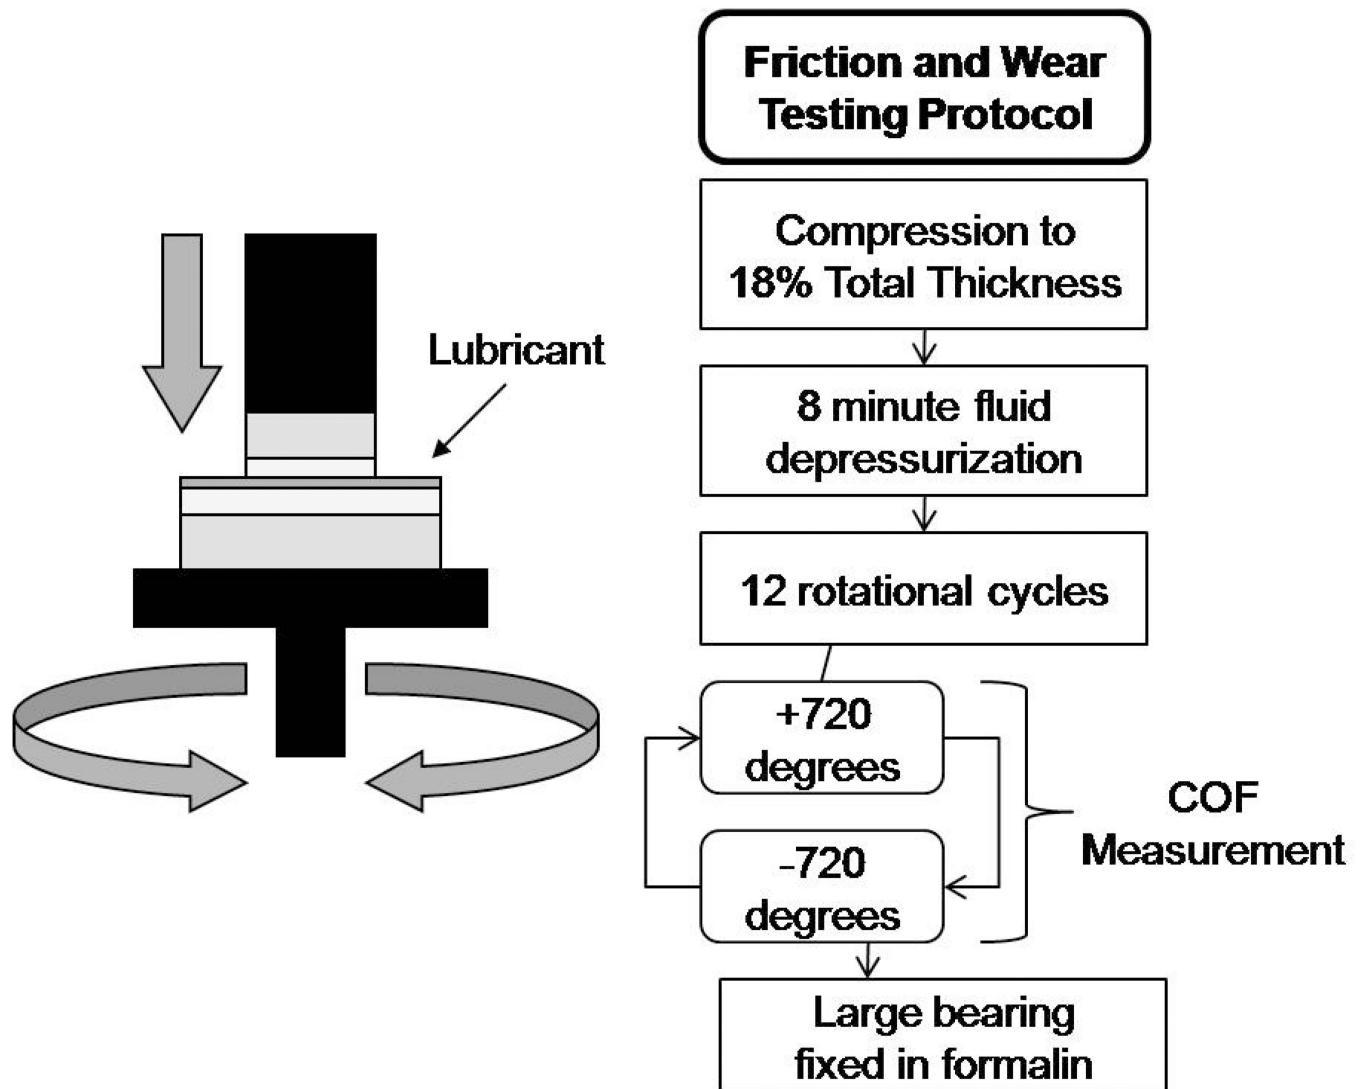 Friction and Wear
Testing Protocol
Compression to
18% Total Thickness
Lubricant
8 minute fluid
depressurization
12 rotational cycles
+720
degrees
-720
degrees
COF
Measurement
Large bearing
fixed in formalin